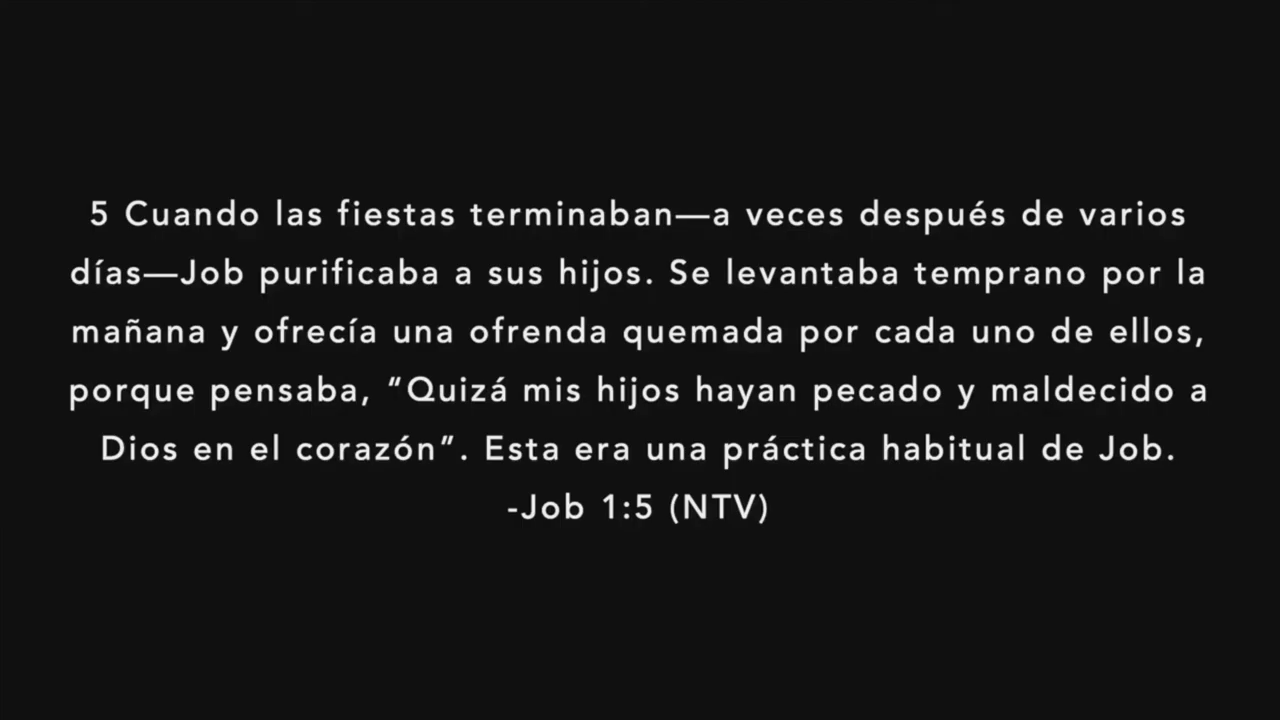 5 Cuando las fiestas terminaban—a veces después de varios
días—Job purificaba a sus hijos. Se levantaba temprano por la
mañana y ofrecía una ofrenda quemada por cada uno de ellos,
porque pensaba, “Quizá mis hijos hayan pecado y maldecido a
Dios en el corazón”. Esta era una práctica habitual de Job.
-Job 1:5 (NTV)